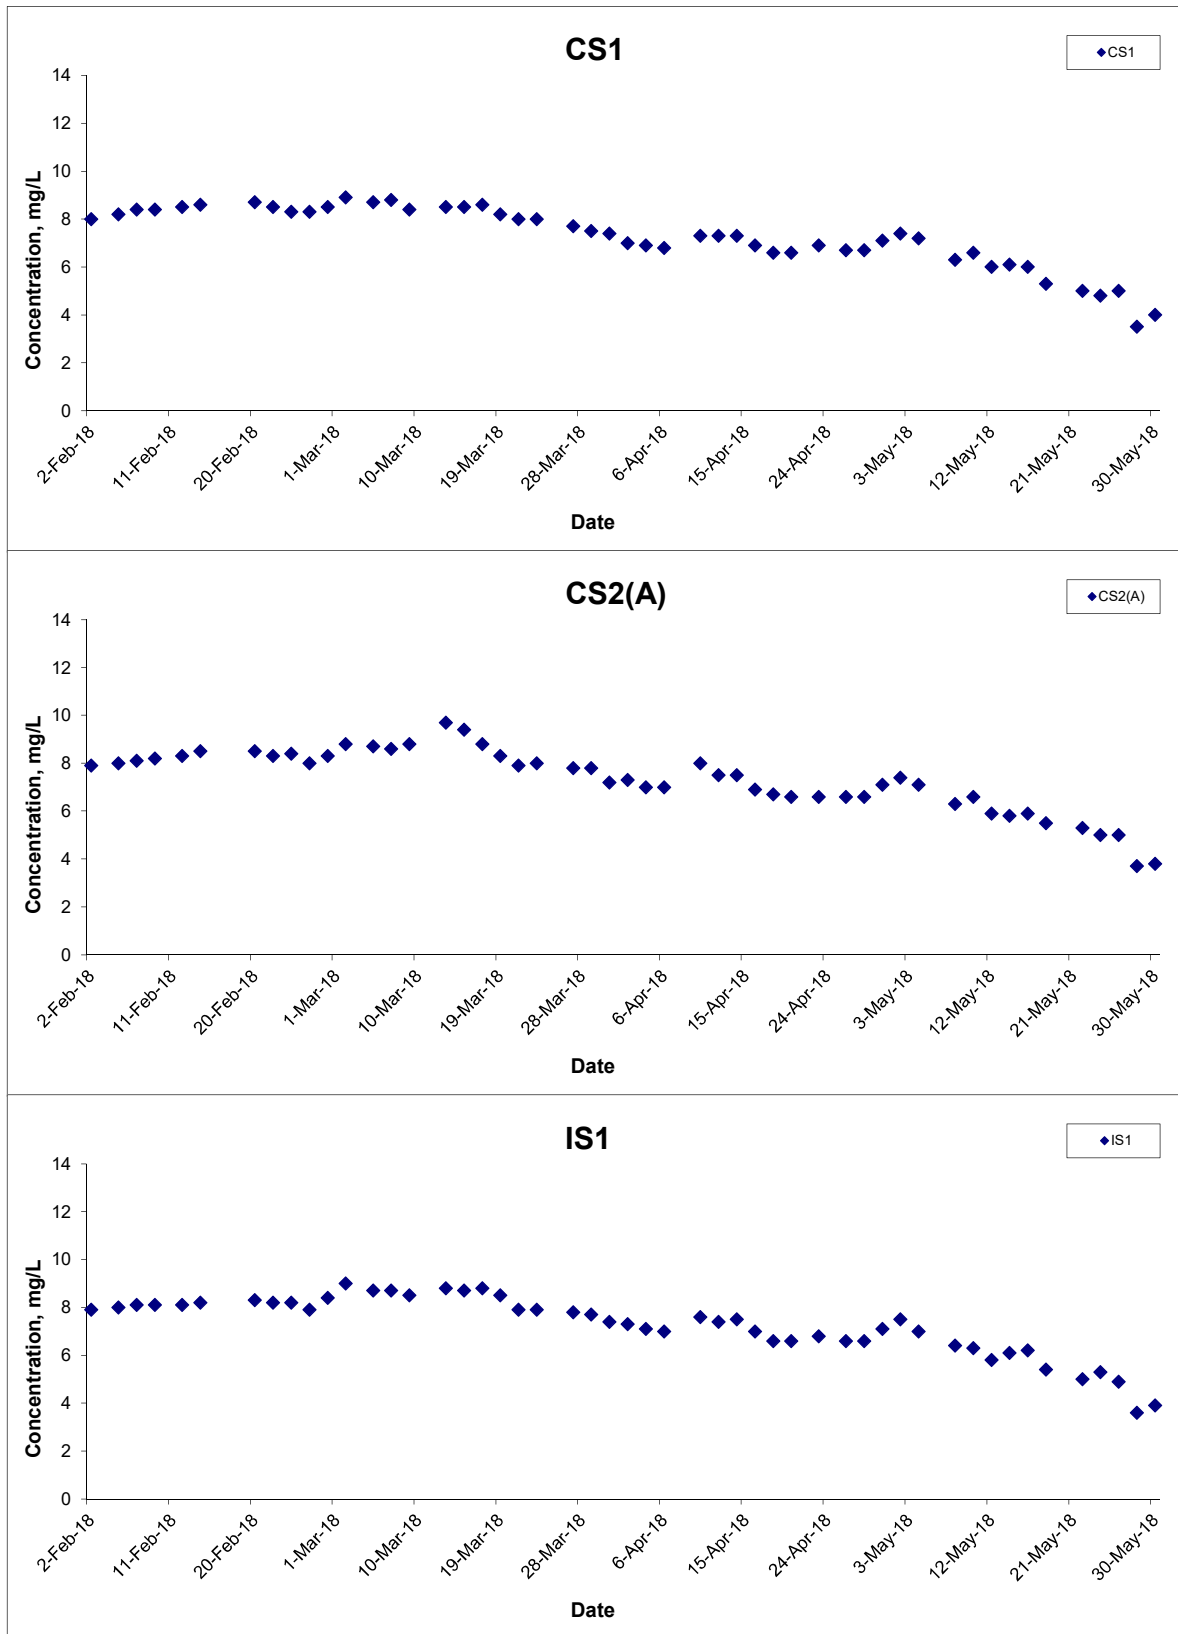 CS1
CS1
14
12
10
8
6
4
2
0
Concentration, mg/L
2-Feb-18
11-Feb-18
20-Feb-18
1-Mar-18
10-Mar-18
19-Mar-18
28-Mar-18
6-Apr-18
15-Apr-18
24-Apr-18
3-May-18
12-May-18
21-May-18
30-May-18
Date
CS2(A)
CS2(A)
14
12
10
8
6
4
2
0
Concentration, mg/L
2-Feb-18
11-Feb-18
20-Feb-18
1-Mar-18
10-Mar-18
19-Mar-18
28-Mar-18
6-Apr-18
15-Apr-18
24-Apr-18
3-May-18
12-May-18
21-May-18
30-May-18
Date
IS1
IS1
14
12
10
8
6
4
2
0
Concentration, mg/L
2-Feb-18
11-Feb-18
20-Feb-18
1-Mar-18
10-Mar-18
19-Mar-18
28-Mar-18
6-Apr-18
15-Apr-18
24-Apr-18
3-May-18
12-May-18
21-May-18
30-May-18
Date